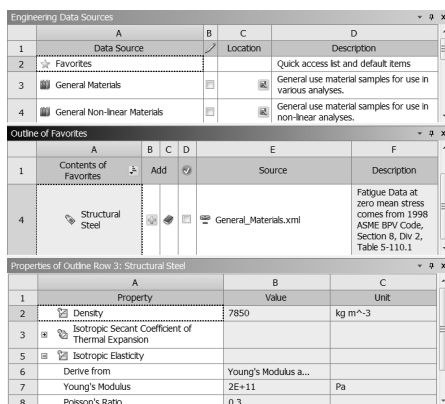 Engineering Data Sources
A B C D
1 Data Source Location Description
2 Favorites Quick access list and default items
3 General Materials General use material samples for use in
various analyses.
4 General Non-linear Materials General use material samples for use in
non-linear analyses.
Outline of Favorites
A B C D E F
1 Contents of
Favorites Add Source Description
4 Structural
Steel General_Materials.xml Fatigue Data at
zero mean stress
comes from 1998
ASME BPV Code,
Section 8, Div 2,
Table 5-110.1
Properties of Outline Row 3: Structural Steel
A B C
1 Property Value Unit
2 Density 7850 kg m^-3
3 Isotropic Secant Coefficient of
Thermal Expansion
5 Isotropic Elasticity
6 Derive from Young's Modulus a...
7 Young's Modulus 2E+11 Pa
8 Poisson's Ratio 0.3